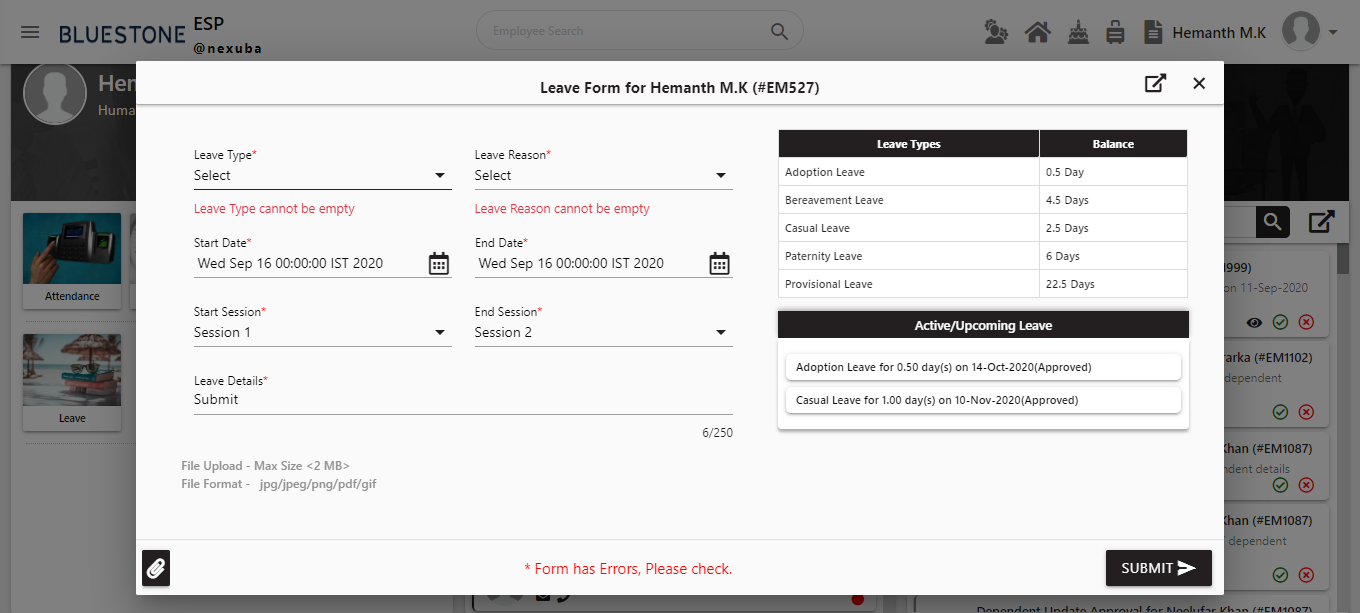 BLUESTONE
ESP
@nexuba
Employee Search
Hemanth M.K
Hem
Huma
Leave Form for Hemanth M.K (#EM527)
Leave Type*
Select
Leave Type cannot be empty
Leave Reason*
Select
Leave Reason cannot be empty
Start Date*
Wed Sep 16 00:00:00 IST 2020
End Date*
Wed Sep 16 00:00:00 IST 2020
Start Session*
Session 1
End Session*
Session 2
Leave Details*
Submit
6/250
File Upload - Max Size <2 MB>
File Format - jpg/jpeg/png/pdf/gif
Leave Types Balance
Adoption Leave 0.5 Day
Bereavement Leave 4.5 Days
Casual Leave 2.5 Days
Paternity Leave 6 Days
Provisional Leave 22.5 Days
Active/Upcoming Leave
Adoption Leave for 0.50 day(s) on 14-Oct-2020(Approved)
Casual Leave for 1.00 day(s) on 10-Nov-2020(Approved)
* Form has Errors, Please check.
SUBMIT
Attendance
Leave
1999)
on 11-Sep-2020
rarka (#EM1102)
dependent
Khan (#EM1087)
ndent details
Khan (#EM1087)
dependent
Dependent Update Approval for Neelufar Khan (#EM1087)